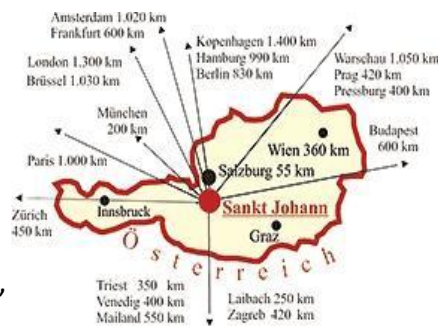 Amsterdam 1.020 km
Frankfurt 600 km
London 1.300 km
Brüssel 1.030 km
Kopenhagen 1.400 km
Hamburg 990 km
Berlin 830 km
Warschau 1.050 km
Prag 420 km
Pressburg 400 km
München
200 km
Budapest
600 km
Wien 360 km
Paris 1.000 km
Salzburg 55 km
Zürich
450 km
Innsbruck
Sankt Johann
Graz
Österreich
Triest 350 km
Venedig 400 km
Mailand 550 km
Laibach 250 km
Zagreb 420 km
,